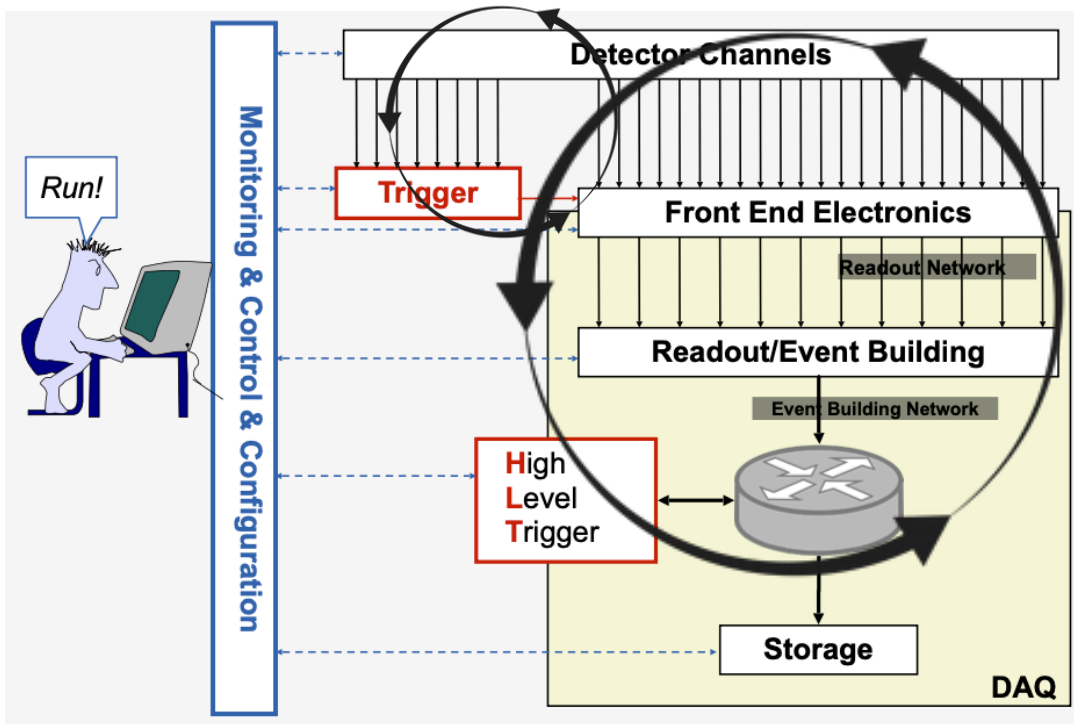 Detector Channels
Run!
Monitoring & Control & Configuration
Trigger
Front End Electronics
Readout Network
Readout/Event Building
Event Building Network
High
Level
Trigger
Storage
DAQ